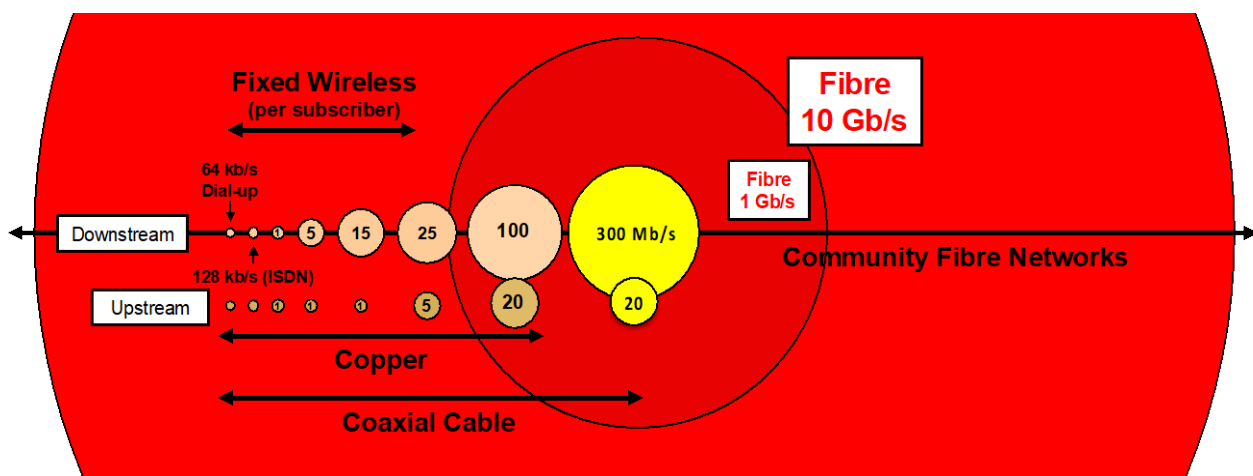 Fixed Wireless
(per subscriber)
Fibre
10 Gb/s
64 kb/s
Dial-up
Fibre
1 Gb/s
Downstream
1
5
15
25
100
300 Mb/s
Community Fibre Networks
128 kb/s (ISDN)
Upstream
1
1
1
5
20
20
Copper
Coaxial Cable